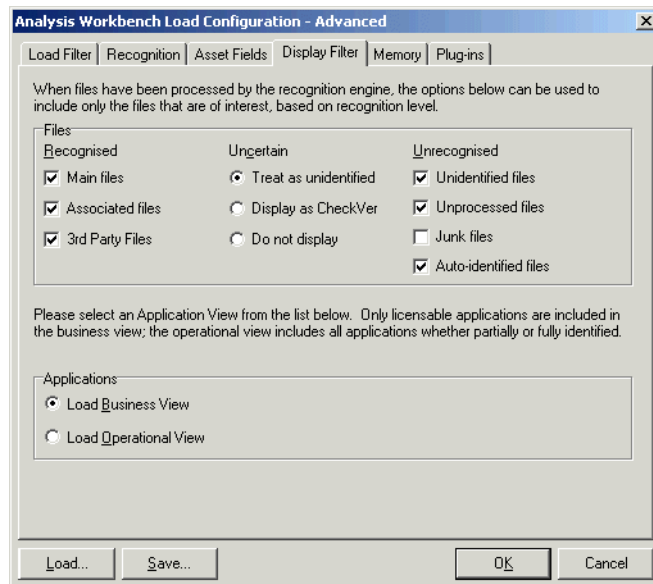 Analysis Workbench Load Configuration - Advanced
Load Filter Recognition Asset Fields Display Filter Memory Plug-ins
When files have been processed by the recognition engine, the options below can be used to
include only the files that are of interest, based on recognition level.
Files
Recognised Uncertain Unrecognised
Main files Treat as unidentified Unidentified files
Associated files Display as CheckVer Unprocessed files
3rd Party Files Do not display Junk files
Auto-identified files
Please select an Application View from the list below. Only licensable applications are included in
the business view; the operational view includes all applications whether partially or fully identified.
Applications
Load Business View
Load Operational View
Load... Save... OK Cancel